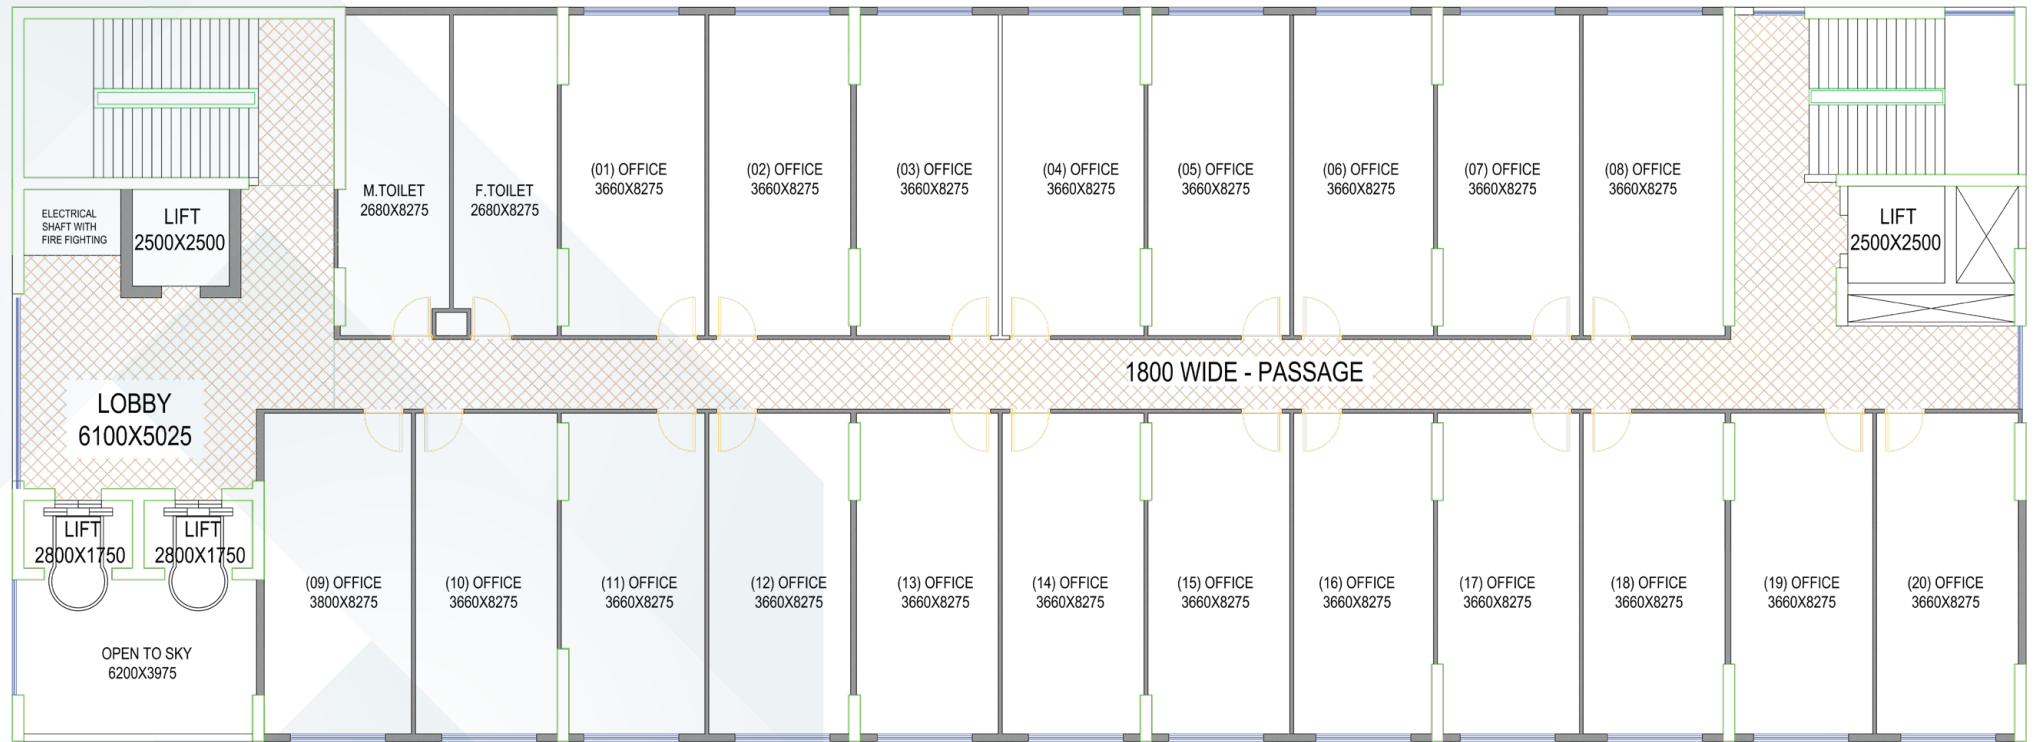 M.TOILET
2680X8275
F.TOILET
2680X8275
(01) OFFICE
3660X8275
(02) OFFICE
3660X8275
(03) OFFICE
3660X8275
(04) OFFICE
3660X8275
(05) OFFICE
3660X8275
(06) OFFICE
3660X8275
(07) OFFICE
3660X8275
(08) OFFICE
3660X8275
ELECTRICAL
SHAFT WITH
FIRE FIGHTING
LIFT
2500X2500
LIFT
2500X2500
1800 WIDE - PASSAGE
LOBBY
6100X5025
LIFT
2800X1750
LIFT
2800X1750
OPEN TO SKY
6200X3975
(09) OFFICE
3800X8275
(10) OFFICE
3660X8275
(11) OFFICE
3660X8275
(12) OFFICE
3660X8275
(13) OFFICE
3660X8275
(14) OFFICE
3660X8275
(15) OFFICE
3660X8275
(16) OFFICE
3660X8275
(17) OFFICE
3660X8275
(18) OFFICE
3660X8275
(19) OFFICE
3660X8275
(20) OFFICE
3660X8275